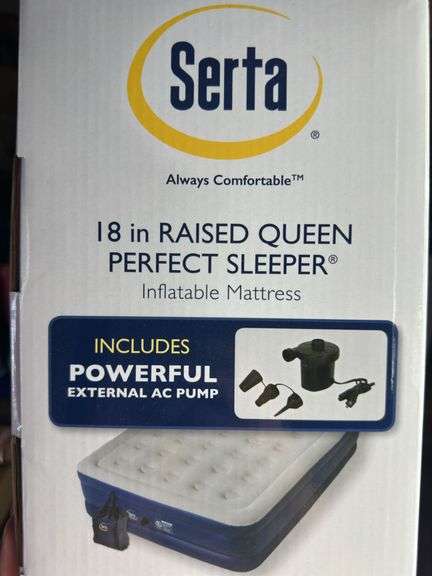 Serta®
Always Comfortable™
18 in RAISED QUEEN
PERFECT SLEEPER®
Inflatable Mattress
INCLUDES
POWERFUL
EXTERNAL AC PUMP